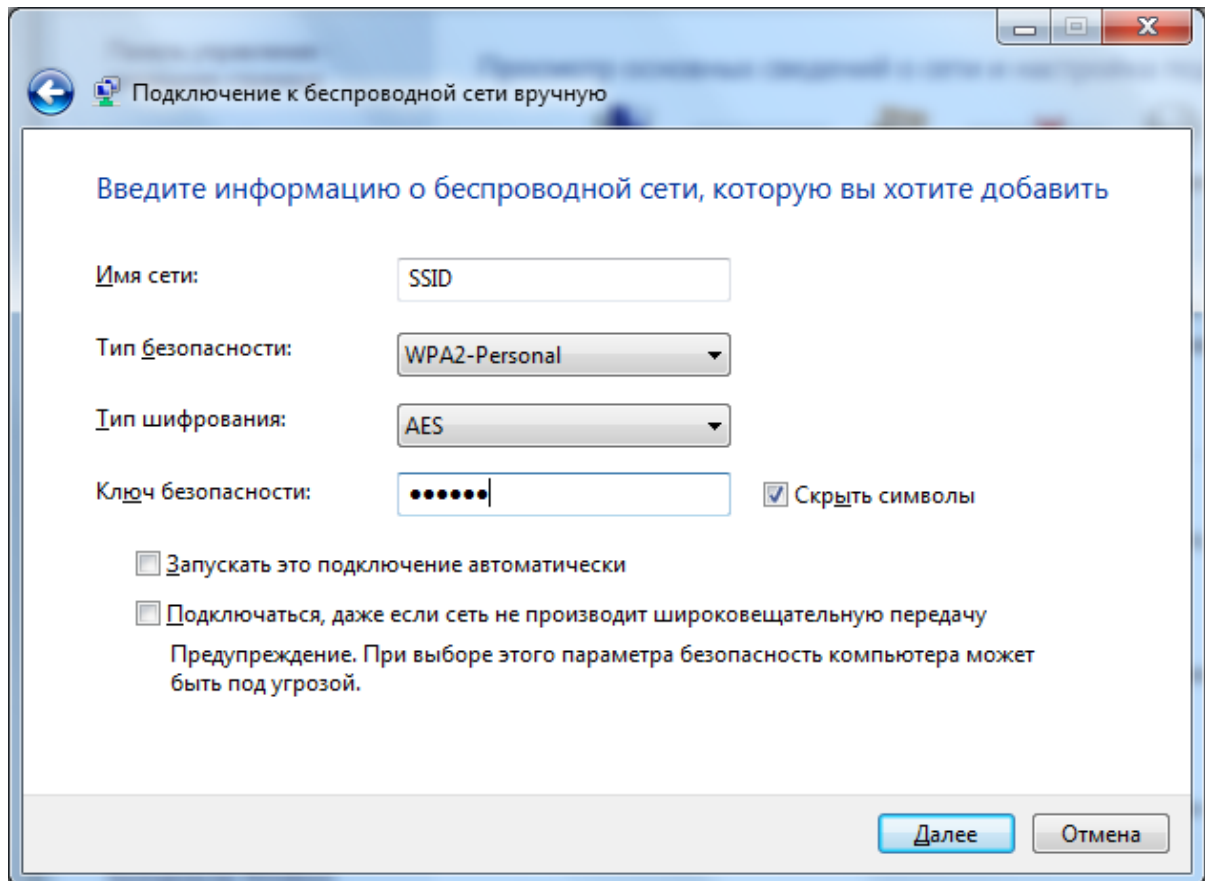 Подключение к беспроводной сети вручную
Введите информацию о беспроводной сети, которую вы хотите добавить
Имя сети: SSID
Тип безопасности: WPA2-Personal
Тип шифрования: AES
Ключ безопасности: ●●●●●● Скрыть символы
Запускать это подключение автоматически
Подключаться, даже если сеть не производит широковещательную передачу
Предупреждение. При выборе этого параметра безопасность компьютера может
быть под угрозой.
Далее Отмена